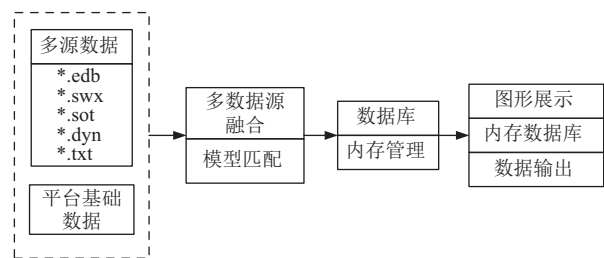 多源数据
*.edb
*.swx
*.sot
*.dyn
*.txt
平台基础
数据
多数据源
融合
模型匹配
数据库
内存管理
图形展示
内存数据库
数据输出